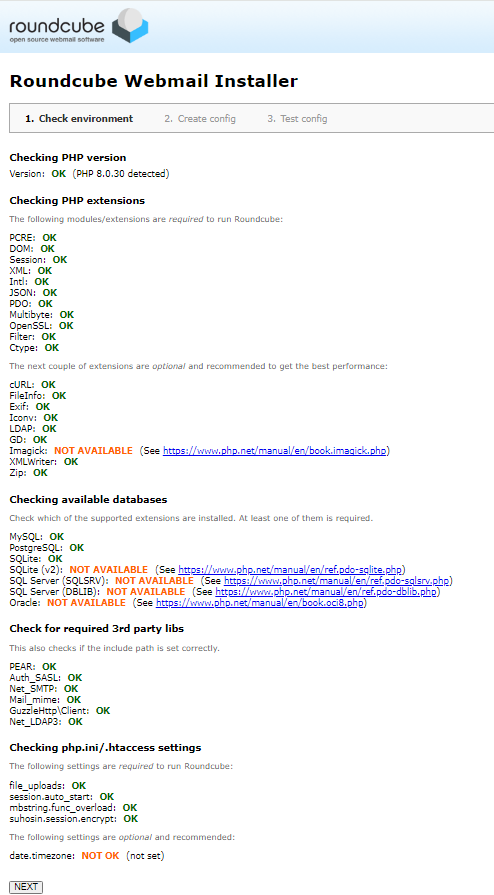 roundcube
open source webmail software
Roundcube Webmail Installer
1. Check environment 2. Create config 3. Test config
Checking PHP version
Version: OK (PHP 8.0.30 detected)
Checking PHP extensions
The following modules/extensions are required to run Roundcube:
PCRE: OK
DOM: OK
Session: OK
XML: OK
Intl: OK
JSON: OK
PDO: OK
Multibyte: OK
OpenSSL: OK
Filter: OK
Ctype: OK
The next couple of extensions are optional and recommended to get the best performance:
cURL: OK
FileInfo: OK
Exif: OK
Iconv: OK
LDAP: OK
GD: OK
Imagick: NOT AVAILABLE (See https://www.php.net/manual/en/book.imagick.php)
XMLWriter: OK
Zip: OK
Checking available databases
Check which of the supported extensions are installed. At least one of them is required.
MySQL: OK
PostgreSQL: OK
SQLite: OK
SQLite (v2): NOT AVAILABLE (See https://www.php.net/manual/en/ref.pdo-sqlite.php)
SQL Server (SQLSRV): NOT AVAILABLE (See https://www.php.net/manual/en/ref.pdo-sqlsrv.php)
SQL Server (DBLIB): NOT AVAILABLE (See https://www.php.net/manual/en/ref.pdo-dblib.php)
Oracle: NOT AVAILABLE (See https://www.php.net/manual/en/book.oci8.php)
Check for required 3rd party libs
This also checks if the include path is set correctly.
PEAR: OK
Auth_SASL: OK
Net_SMTP: OK
Mail_mime: OK
GuzzleHttp\Client: OK
Net_LDAP3: OK
Checking php.ini/.htaccess settings
The following settings are required to run Roundcube:
file_uploads: OK
session.auto_start: OK
mbstring.func_overload: OK
suhosin.session.encrypt: OK
The following settings are optional and recommended:
date.timezone: NOT OK (not set)
NEXT